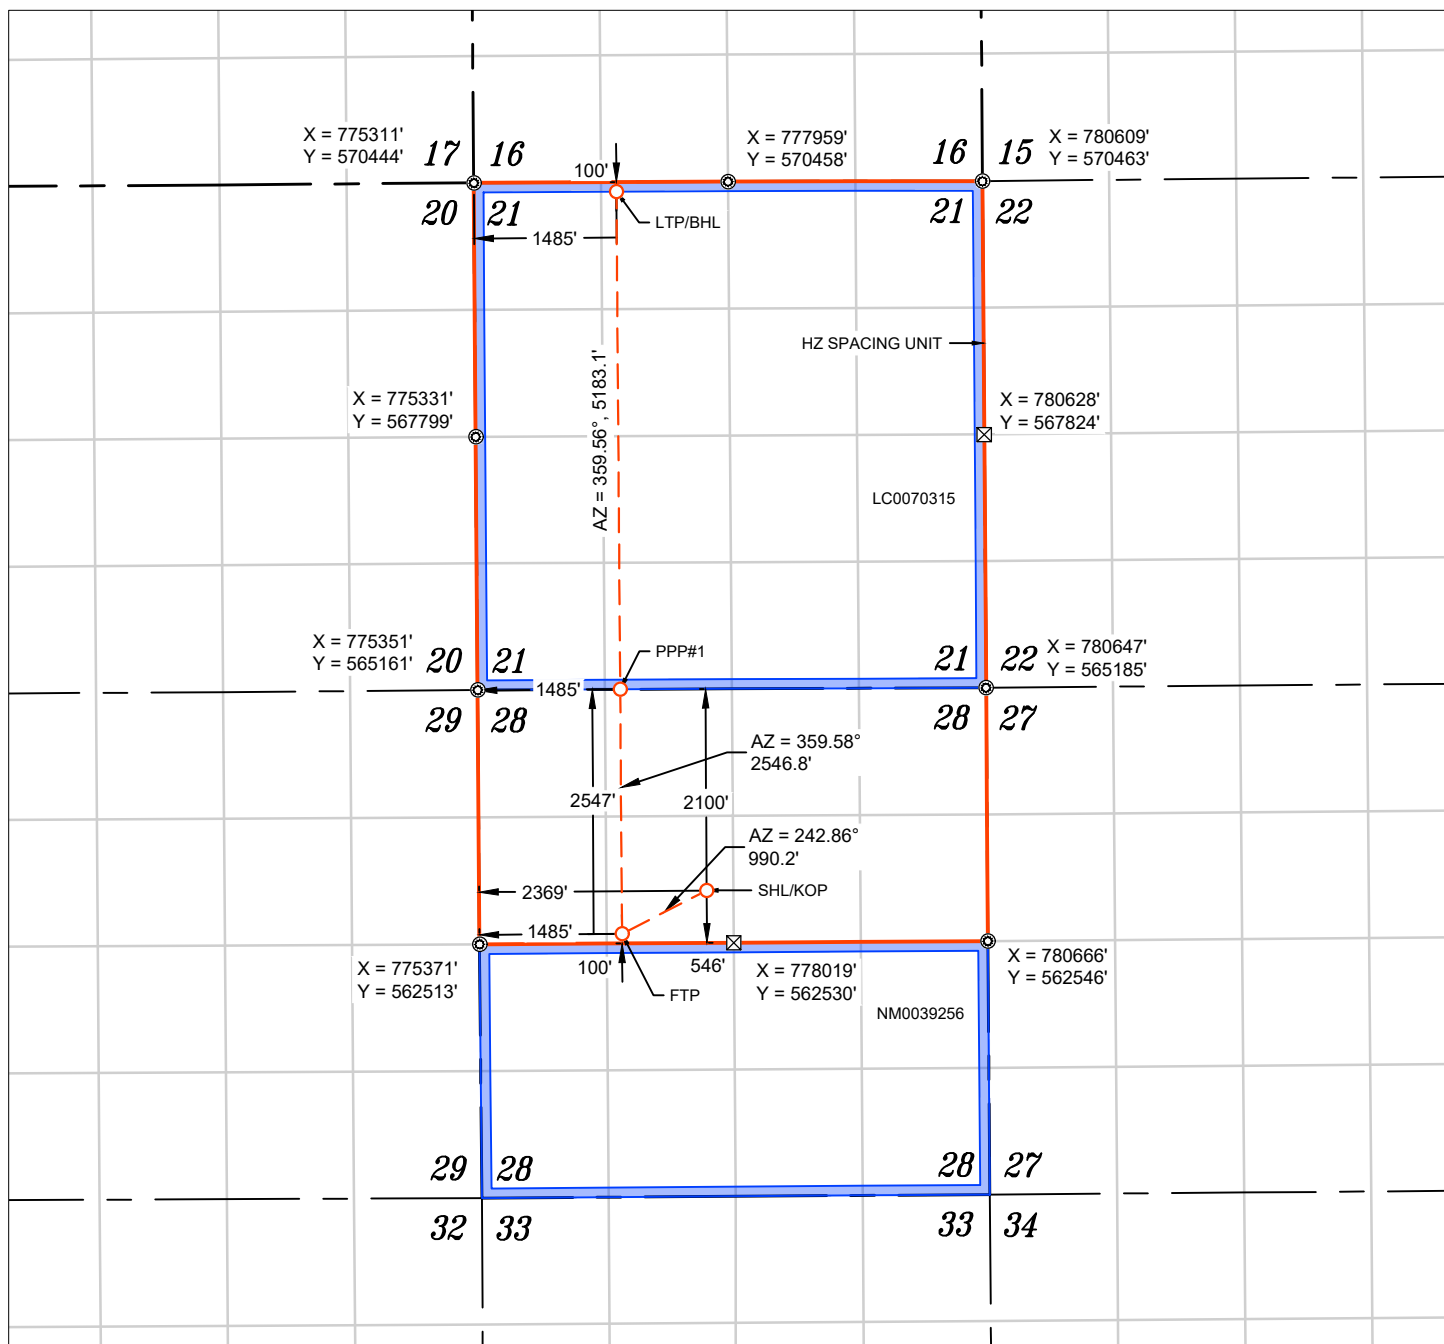 X = 775311'
Y = 570444'
X = 777959'
Y = 570458'
X = 780609'
Y = 570463'
17 16
16 15
100'
20 21
21 22
LTP/BHL
1485'
HZ SPACING UNIT
AZ = 359.56°, 5183.1'
X = 775331'
Y = 567799'
X = 780628'
Y = 567824'
LC0070315
X = 775351'
Y = 565161'
20 21
PPP#1
21 22
X = 780647'
Y = 565185'
1485'
29 28
28 27
AZ = 359.58°
2546.8'
2547'
2100'
AZ = 242.86°
990.2'
2369'
SHL/KOP
1485'
X = 775371'
Y = 562513'
100'
546'
FTP
X = 778019'
Y = 562530'
X = 780666'
Y = 562546'
NM0039256
29 28
28 27
32 33
33 34